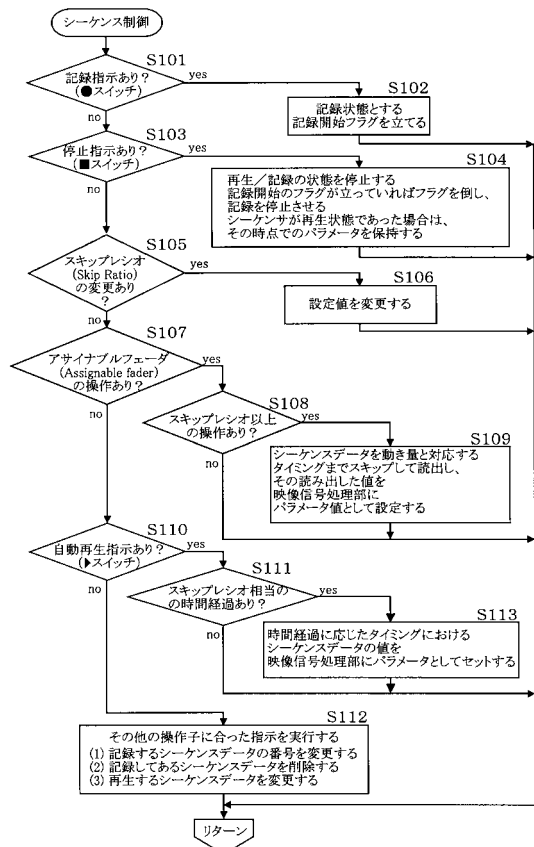 シーケンス制御
S101
記録指示あり?
(●スイッチ)
yes
no
S102
記録状態とする
記録開始フラグを立てる
S103
停止指示あり?
(■スイッチ)
yes
no
S104
再生/記録の状態を停止する
記録開始のフラグが立っていればフラグを倒し、
記録を停止させる
シーケンサが再生状態であった場合は、
その時点でのパラメータを保持する
S105
スキップレシオ
(Skip Ratio)
の変更あり
?
yes
no
S106
設定値を変更する
S107
アサイナブルフェーダ
(Assignable fader)
の操作あり?
yes
no
S108
スキップレシオ以上
の操作あり?
yes
no
S109
シーケンスデータを動き量と対応する
タイミングまでスキップして読出し、
その読み出した値を
映像信号処理部に
パラメータ値として設定する
S110
自動再生指示あり?
(▶スイッチ)
yes
no
S111
スキップレシオ相当の
の時間経過あり?
yes
no
S113
時間経過に応じたタイミングにおける
シーケンスデータの値を
映像信号処理部にパラメータとしてセットする
S112
その他の操作子に合った指示を実行する
(1) 記録するシーケンスデータの番号を変更する
(2) 記録してあるシーケンスデータを削除する
(3) 再生するシーケンスデータを変更する
リターン